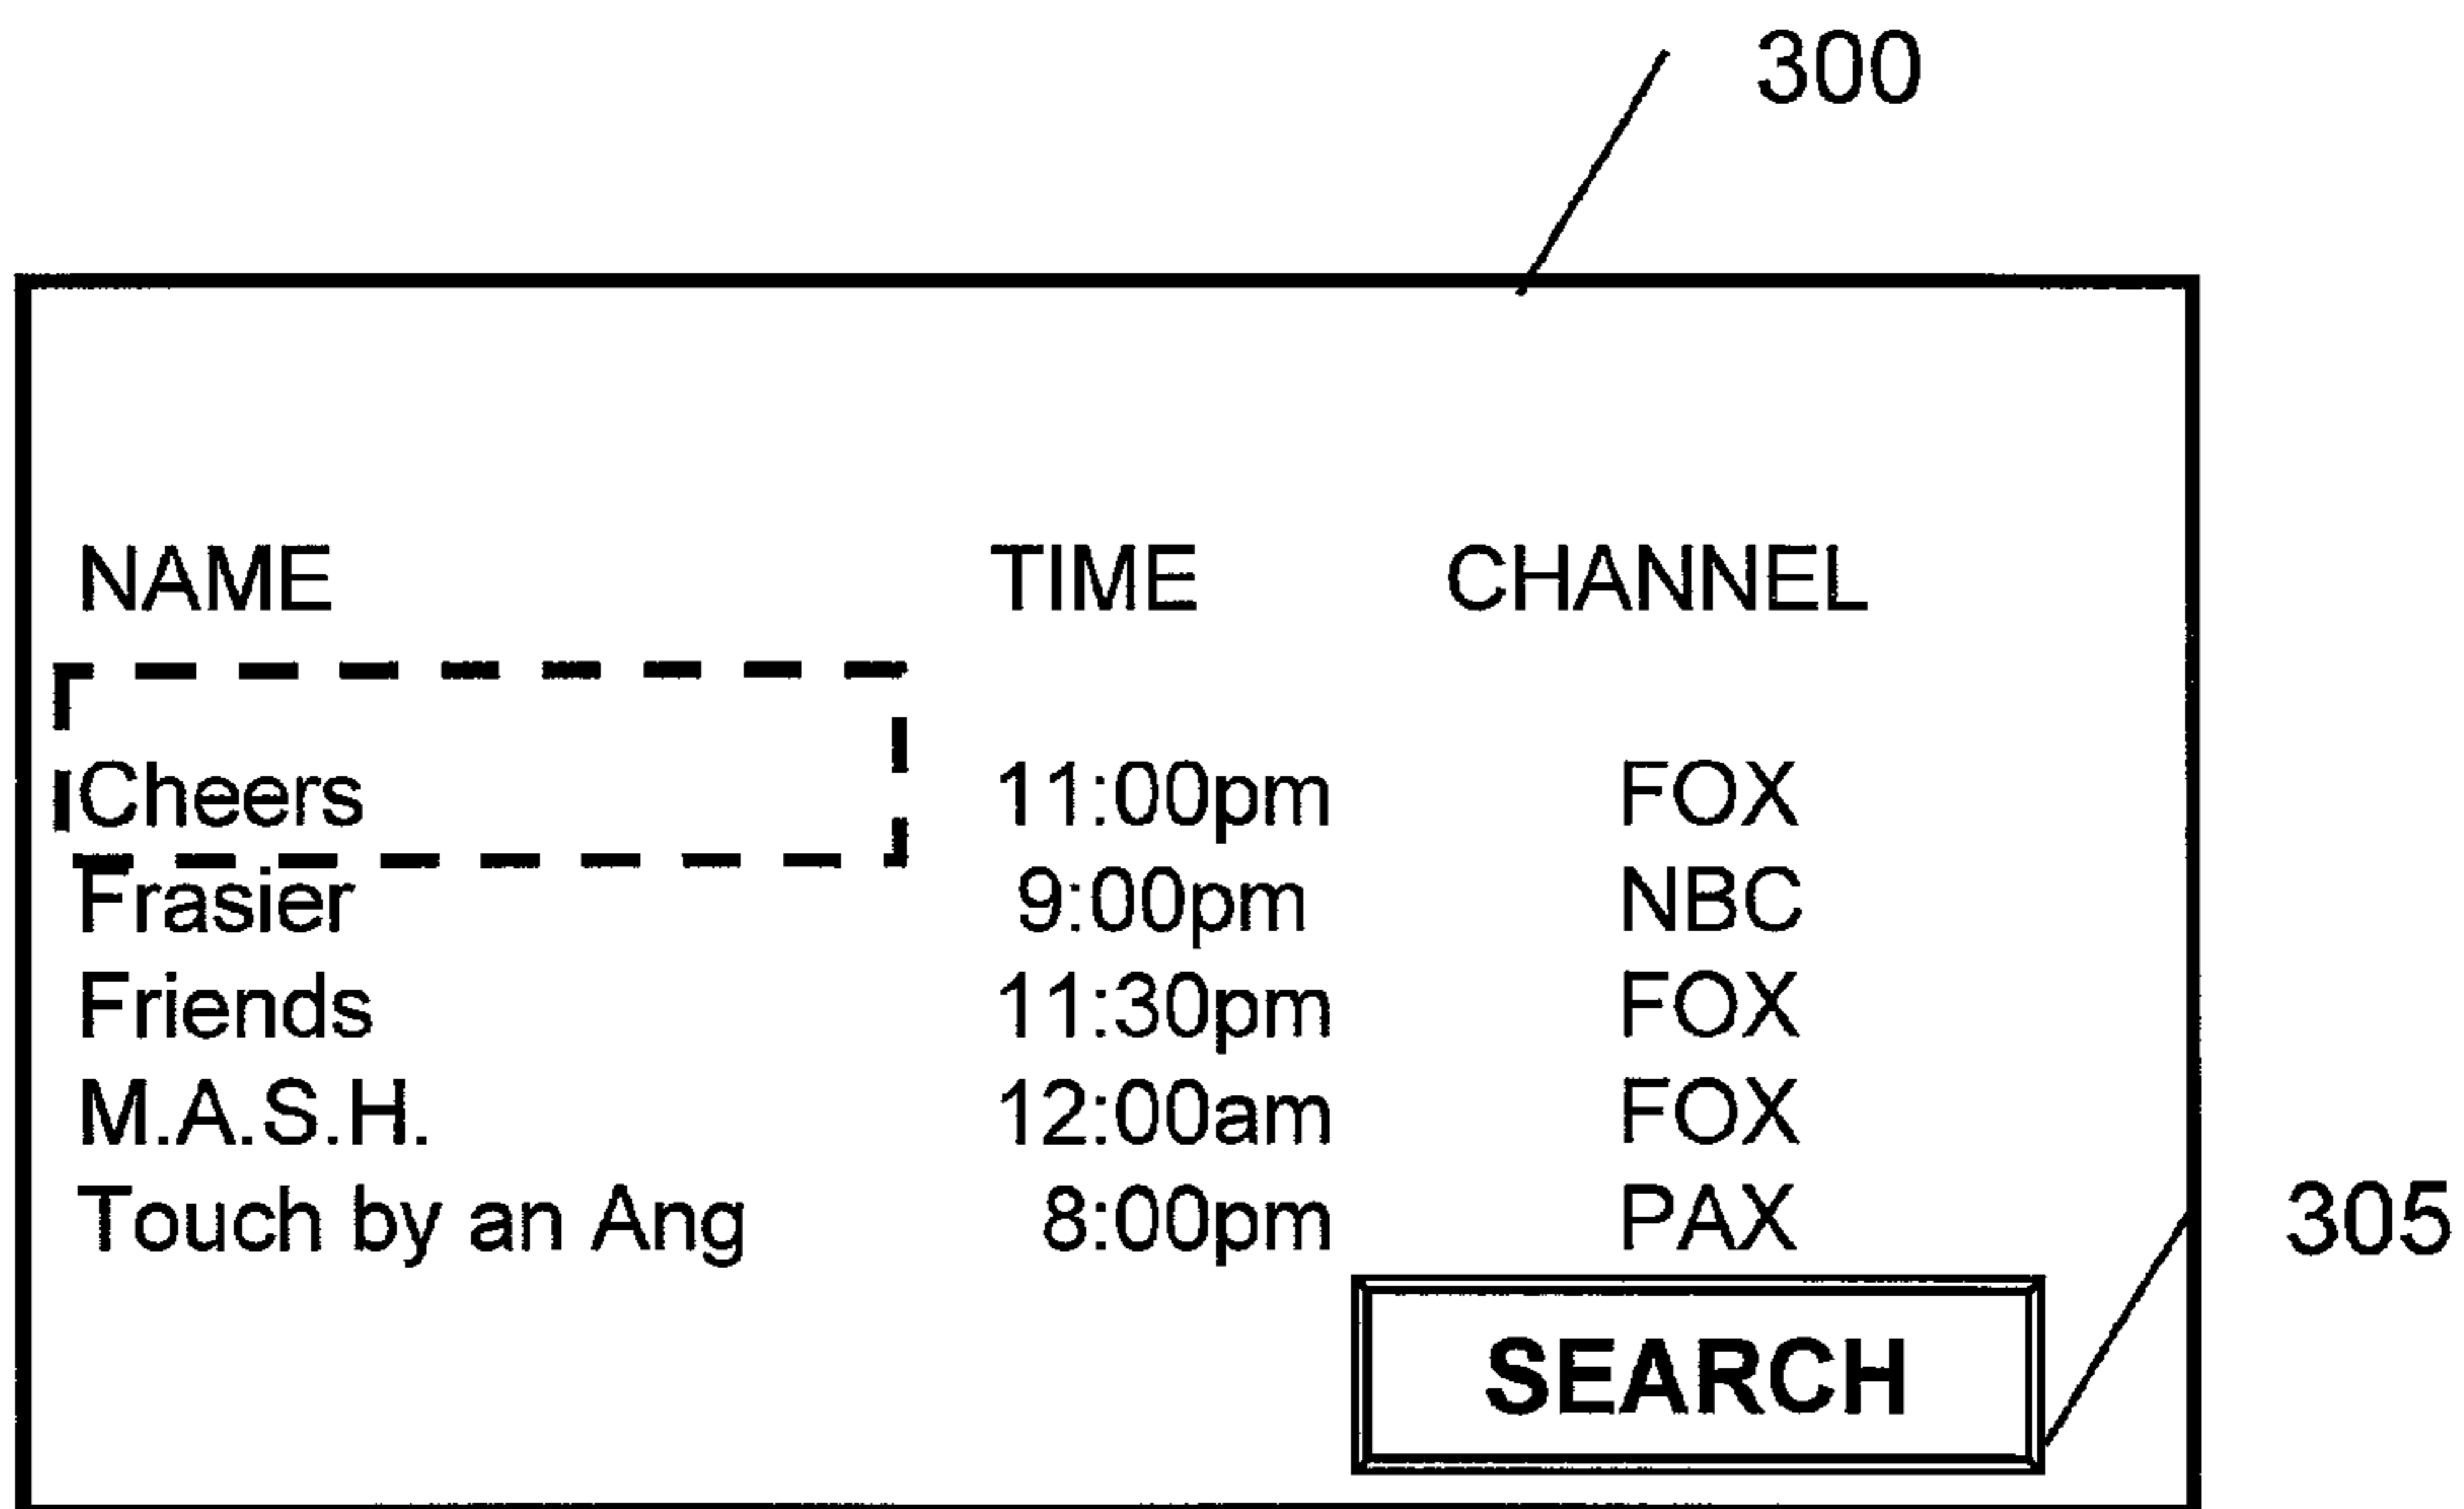 300
NAME TIME CHANNEL
Cheers 11:00pm FOX
Frasier 9:00pm NBC
Friends 11:30pm FOX
M.A.S.H. 12:00am FOX
Touch by an Ang 8:00pm PAX
305
SEARCH